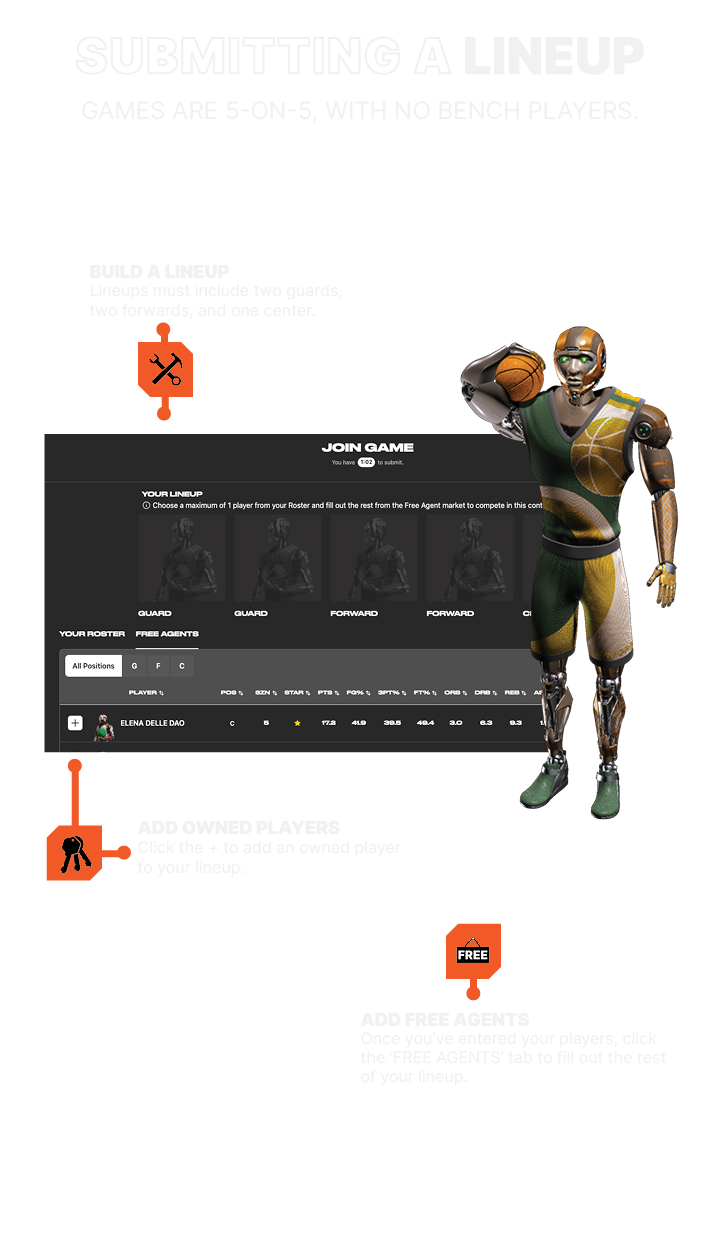 SUBMITTING A LINEUP
GAMES ARE 5-ON-5, WITH NO BENCH PLAYERS.
BUILD A LINEUP
Lineups must include two guards,
two forwards, and one center.
JOIN GAME
You have 1:02 to submit.
YOUR LINEUP
Choose a maximum of 1 player from your Roster and fill out the rest from the Free Agent market to compete in this
GUARD GUARD FORWARD FORWARD
YOUR ROSTER FREE AGENTS
All Positions G F C
PLAYER POS SZN STAR PTS FG% 3PT% FT% ORB DRB REB
+ ELENA DELLE DAO C 5 17.2 41.9 39.5 49.4 3.0 6.3 9.3
ADD OWNED PLAYERS
Click the + to add an owned player
to your lineup.
FREE
ADD FREE AGENTS
Once you've entered your players, click
the 'FREE AGENTS' tab to fill out the rest
of your lineup.